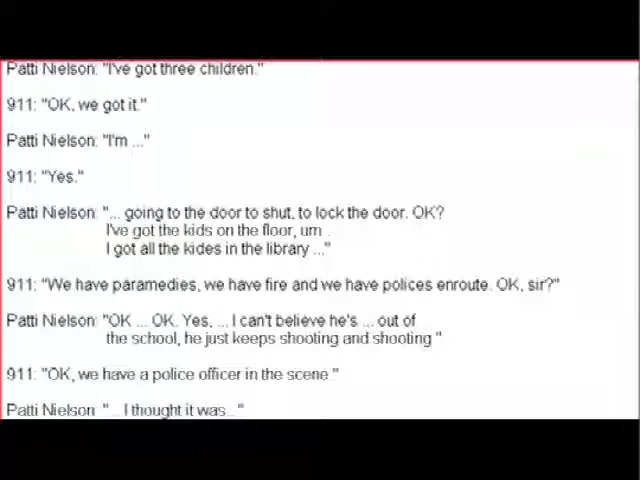 Patti Nielson: "I've got three children."
911: "OK, we got it."
Patti Nielson: "I'm ..."
911: "Yes."
Patti Nielson: "... going to the door to shut, to lock the door. OK?
I've got the kids on the floor, um ..
I got all the kides in the library ..."
911: "We have paramedies, we have fire and we have polices enroute. OK, sir?"
Patti Nielson: "OK ... OK. Yes, ... I can't believe he's ... out of
the school, he just keeps shooting and shooting."
911: "OK, we have a police officer in the scene."
Patti Nielson: "... I thought it was..."